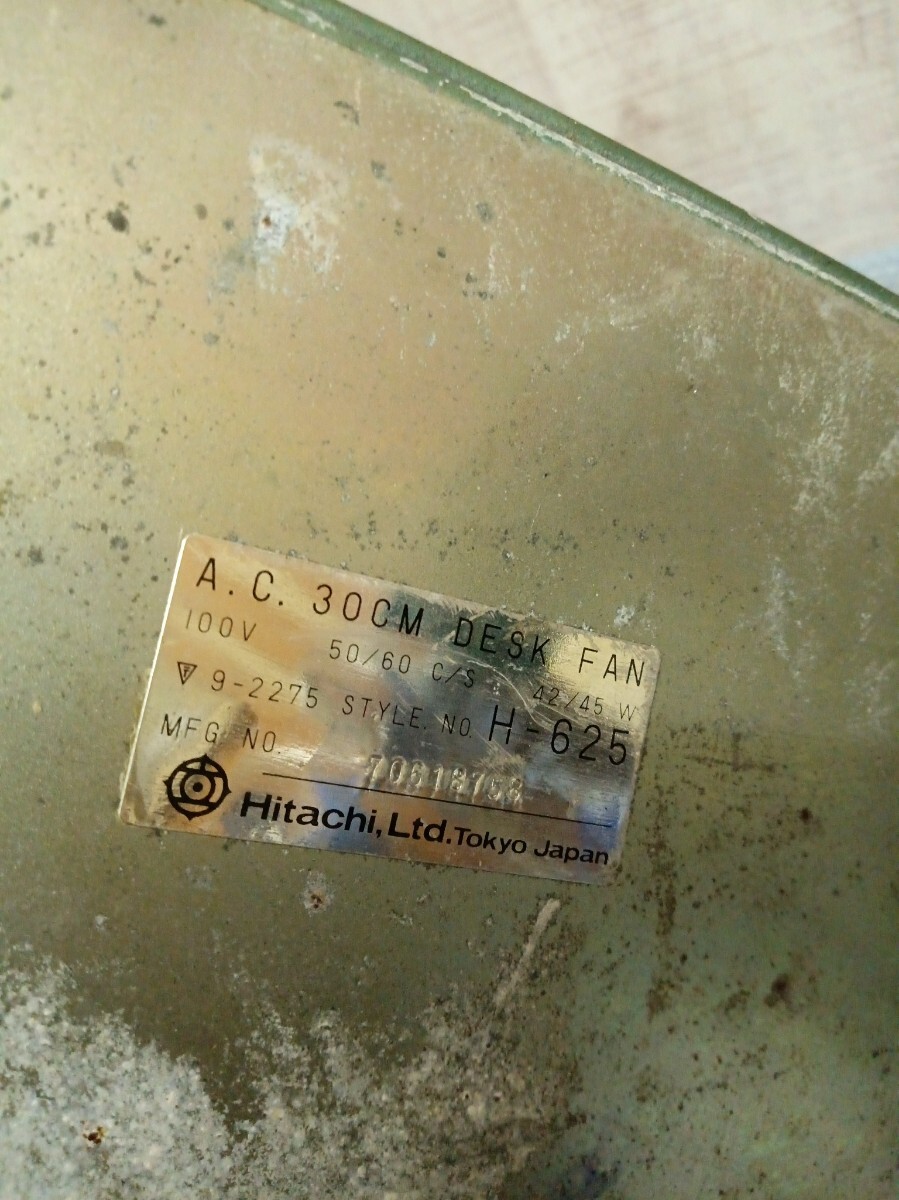 A.C. 30CM DESK FAN
100V 50/60 C/S 42/45 W
9-2275 STYLE. NO. H-625
MFG. NO.
Hitachi, Ltd. Tokyo Japan